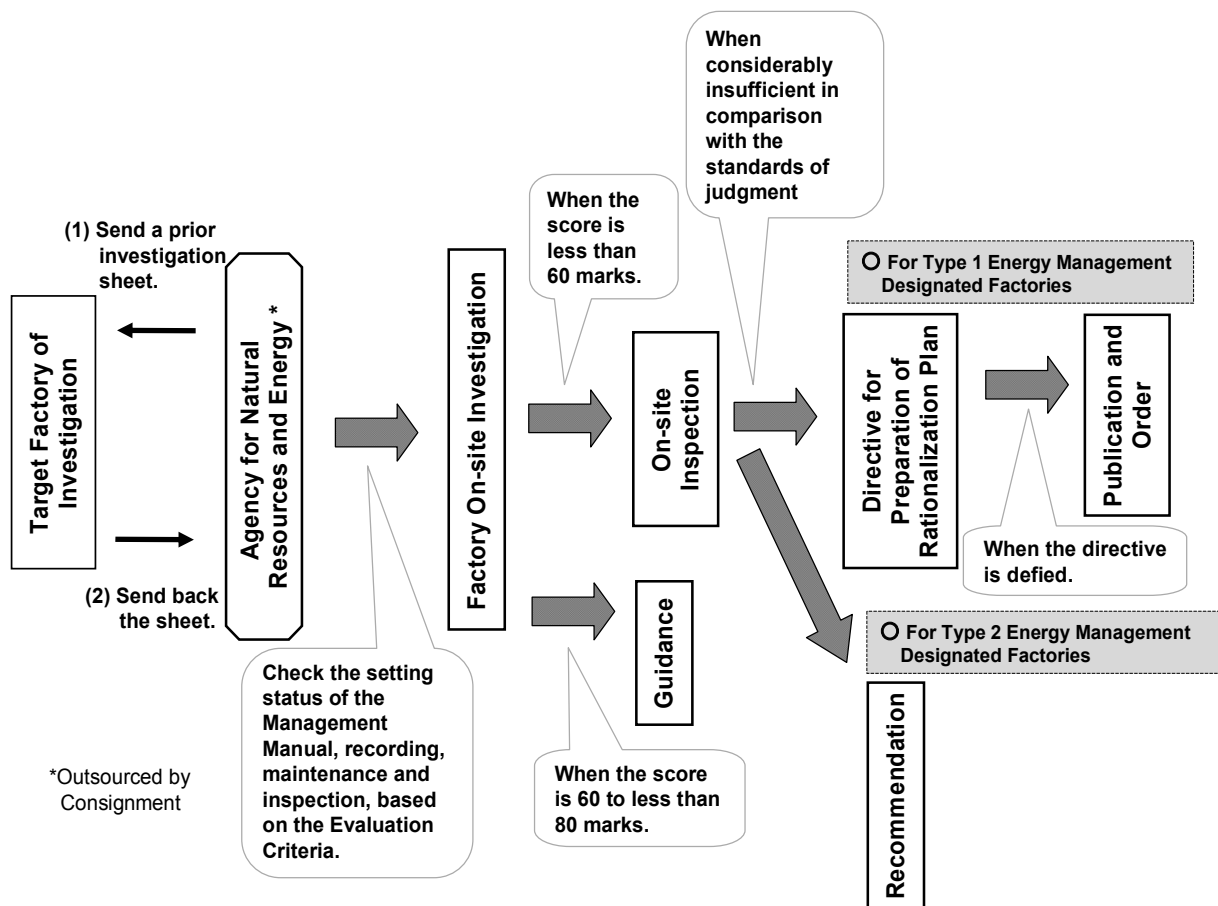 (1) Send a prior
investigation
sheet.
Target Factory of
Investigation
(2) Send back
the sheet.
Agency for Natural
Resources and Energy *
*Outsourced by
Consignment
Check the setting
status of the
Management
Manual, recording,
maintenance and
inspection, based
on the Evaluation
Criteria.
Factory On-site Investigation
When the
score is
less than
60 marks.
On-site
Inspection
Guidance
When the score
is 60 to less than
80 marks.
When
considerably
insufficient in
comparison
with the
standards of
judgment
For Type 1 Energy Management
Designated Factories
Directive for
Preparation of
Rationalization Plan
Publication and
Order
When the directive
is defied.
For Type 2 Energy Management
Designated Factories
Recommendation